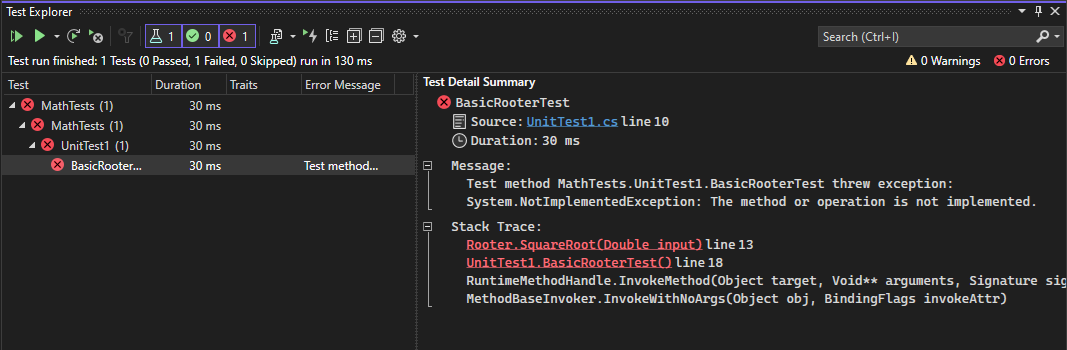 Test Explorer
1 0 1
Search (Ctrl+I)
Test run finished: 1 Tests (0 Passed, 1 Failed, 0 Skipped) run in 130 ms
0 Warnings 0 Errors
Test Duration Traits Error Message
MathTests (1) 30 ms
MathTests (1) 30 ms
UnitTest1 (1) 30 ms
BasicRooter... 30 ms Test method...
Test Detail Summary
BasicRooterTest
Source: UnitTest1.cs line 10
Duration: 30 ms
Message:
Test method MathTests.UnitTest1.BasicRooterTest threw exception:
System.NotImplementedException: The method or operation is not implemented.
Stack Trace:
Rooter.SquareRoot(Double input) line 13
UnitTest1.BasicRooterTest() line 18
RuntimeMethodHandle.InvokeMethod(Object target, Void** arguments, Signature sig
MethodBaseInvoker.InvokeWithNoArgs(Object obj, BindingFlags invokeAttr)